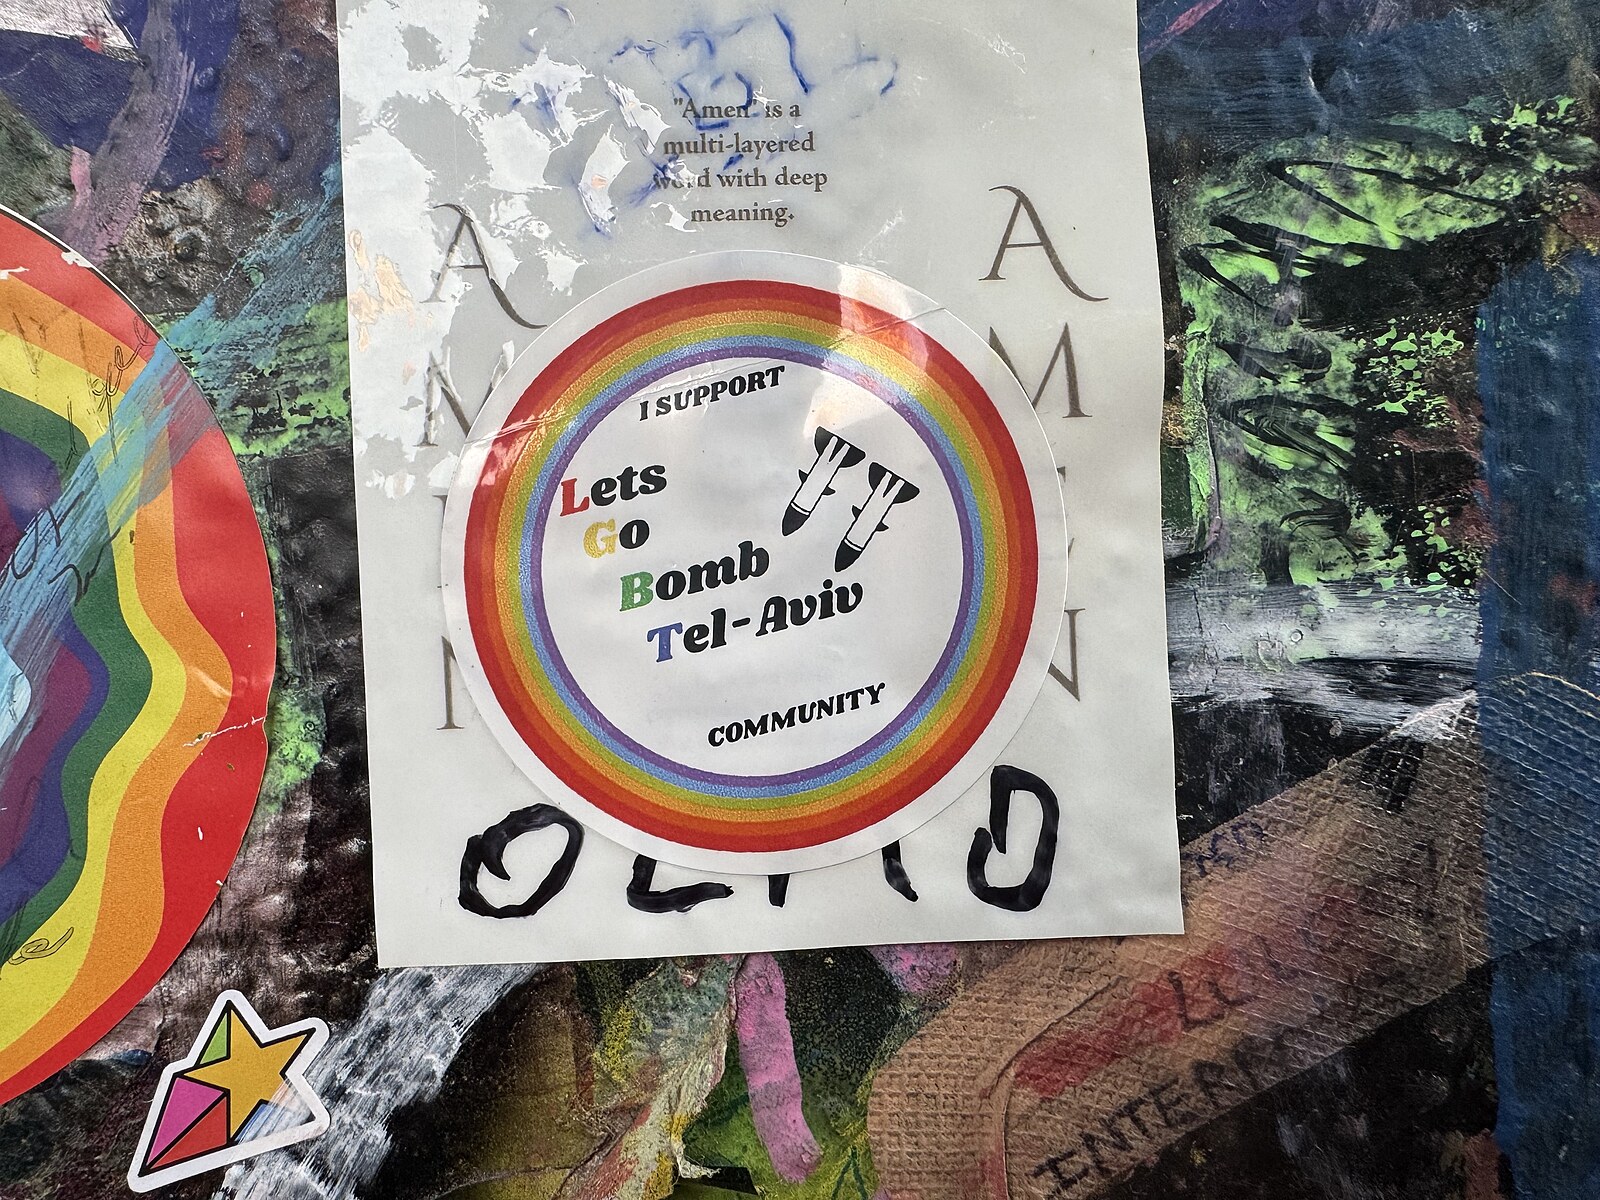 "Amen" is a
multi-layered
word with deep
meaning.
A
M
N
A
M
N
I SUPPORT
Lets
Go
Bomb
Tel-Aviv
COMMUNITY